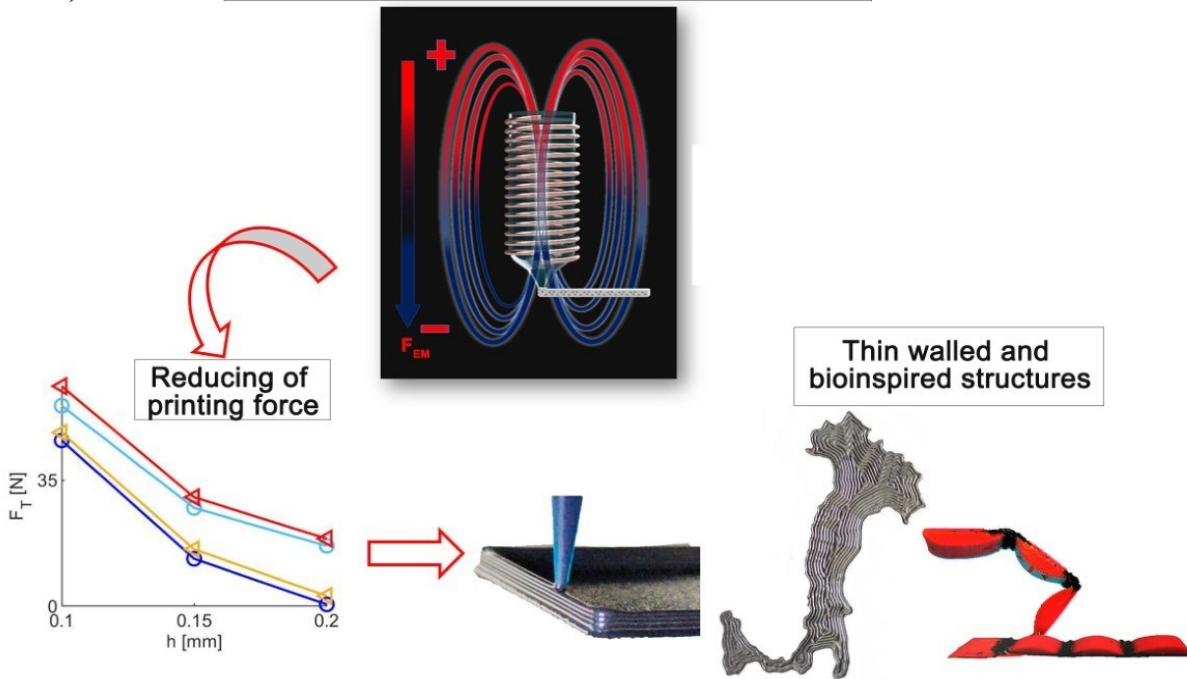 +
−
F_EM
Reducing of
printing force
Thin walled and
bioinspired structures
F_T [N]
35
0
0.1
0.15
0.2
h [mm]